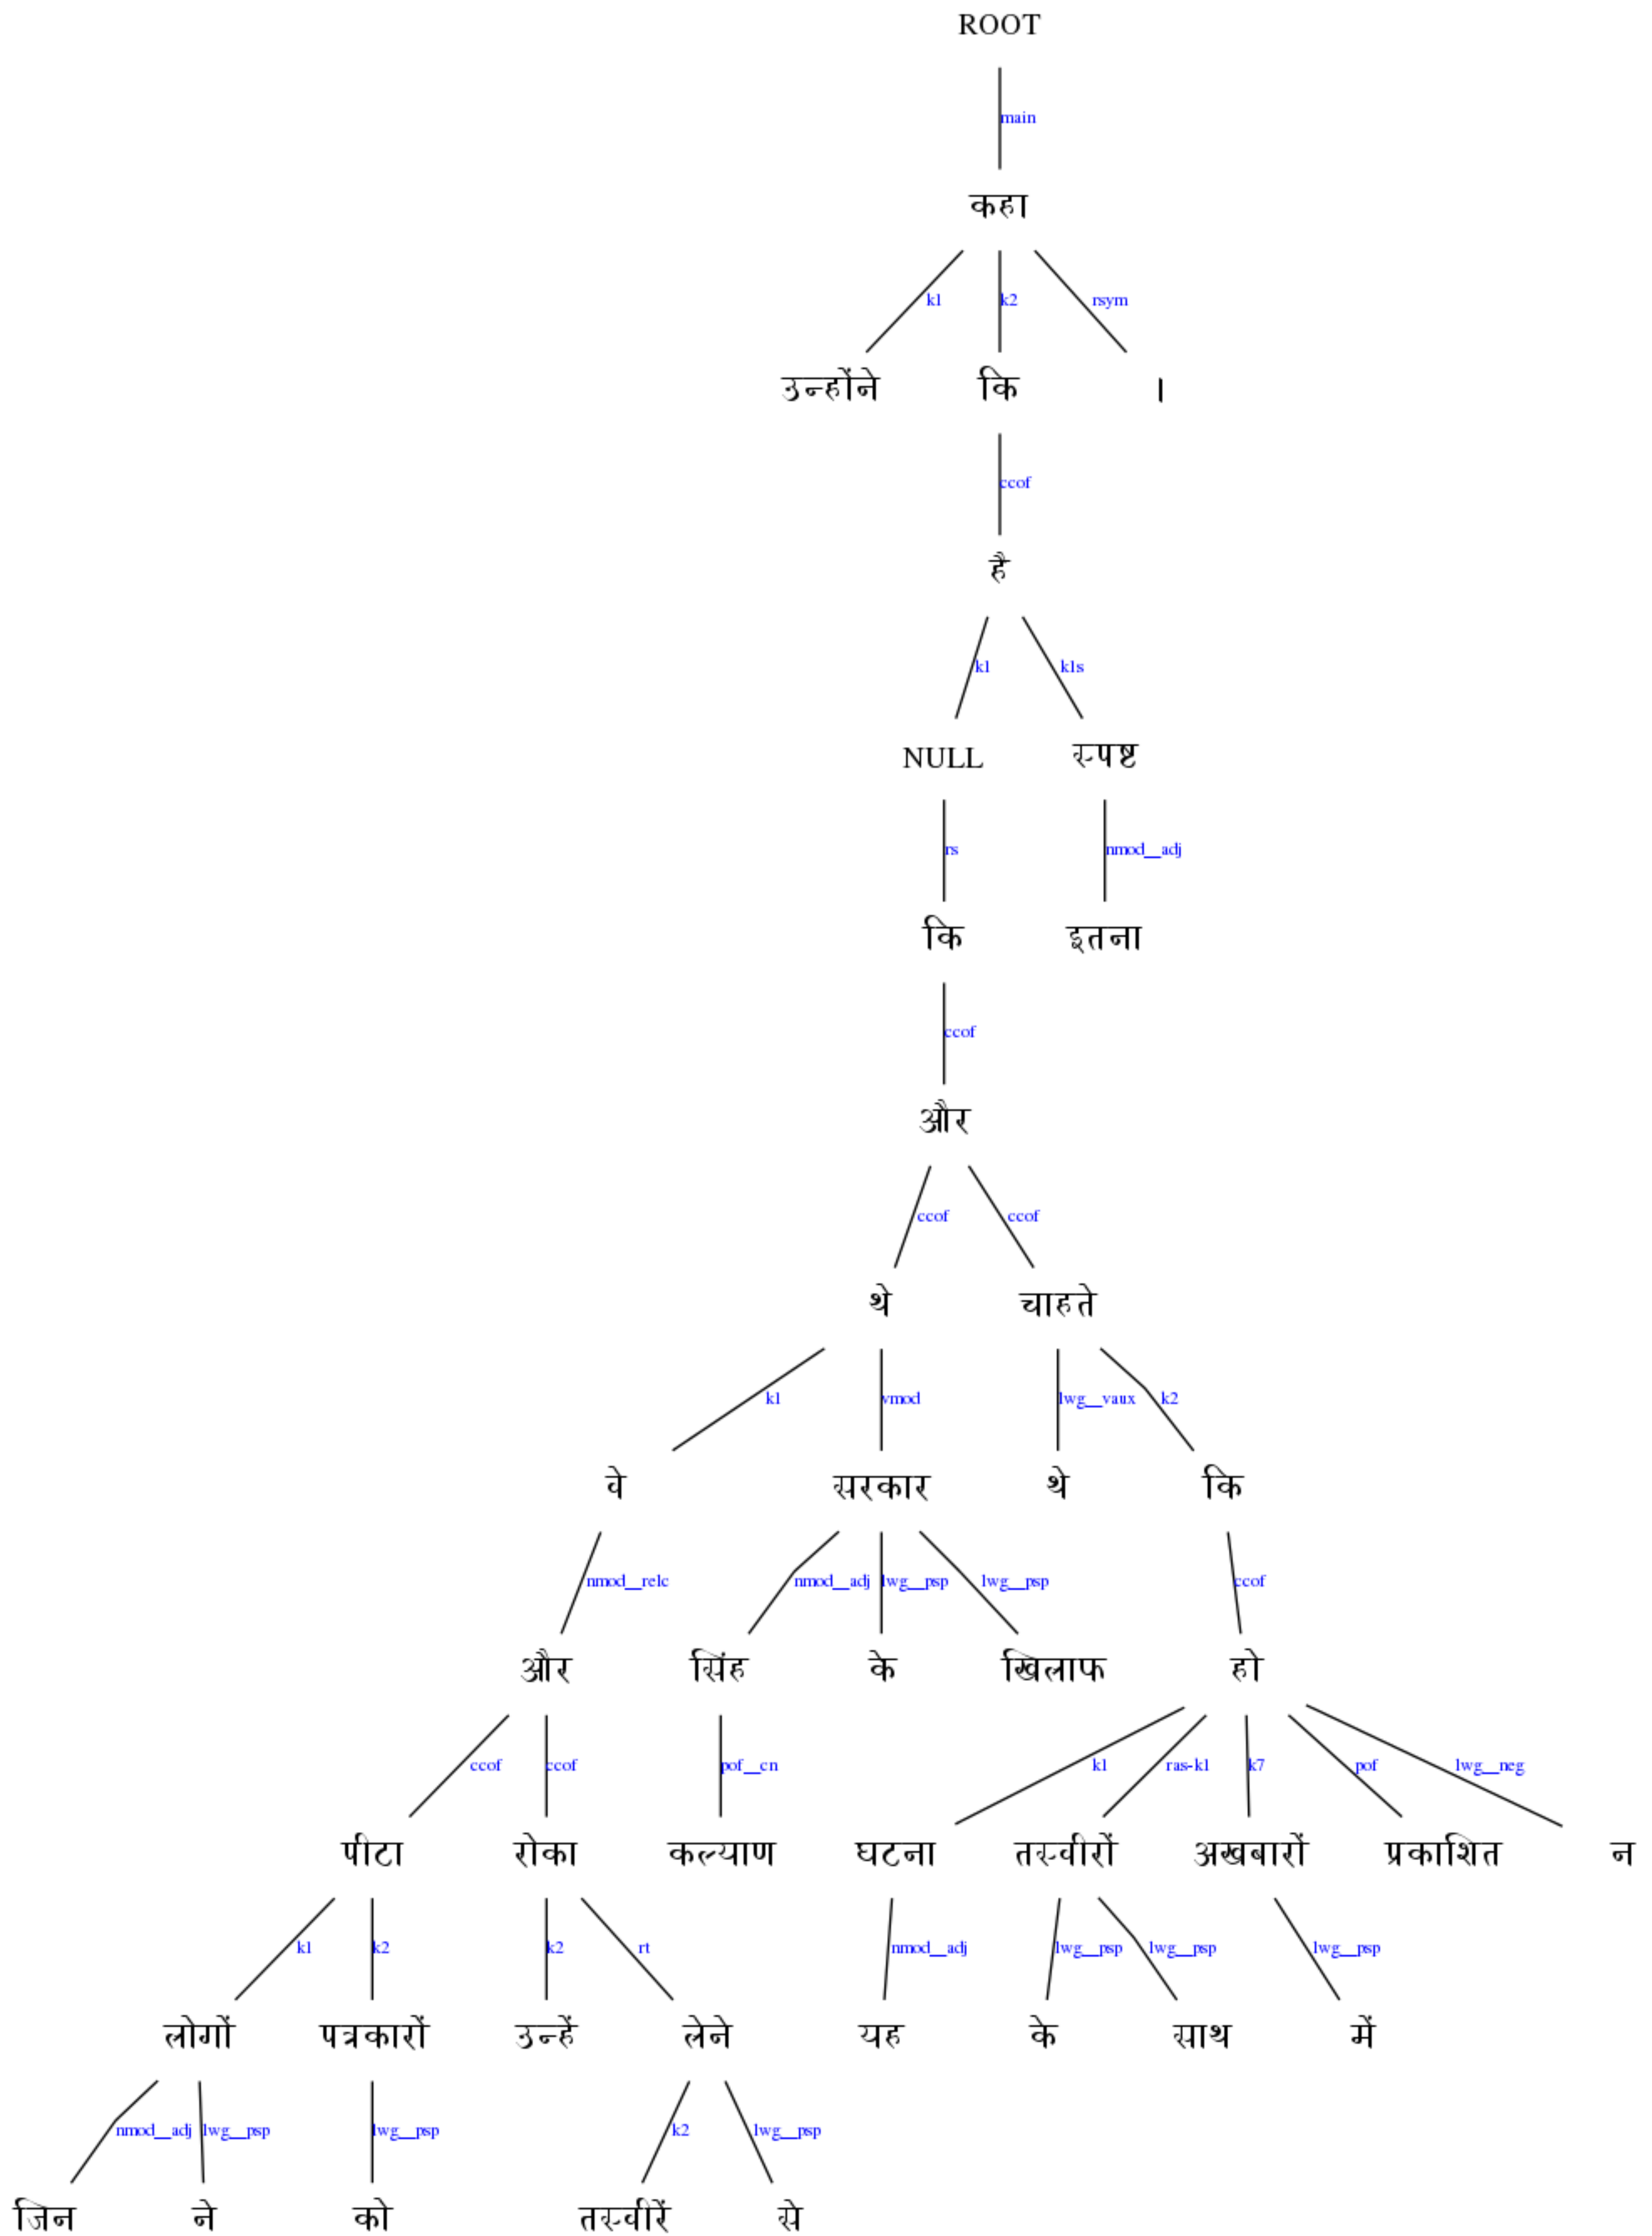 ROOT
main
कहा
k1 k2 rsym
उन्होंने कि ।
ccof
है
k1 k1s
NULL स्पष्ट
rs nmod__adj
कि इतना
ccof
और
ccof ccof
थे चाहते
k1 vmod lwg__vaux k2
वे सरकार थे कि
nmod__relc nmod__adj lwg__psp lwg__psp ccof
और सिंह के खिलाफ हो
ccof ccof pof__cn k1 ras-k1 k7 pof lwg__neg
पीटा रोका कल्याण घटना तस्वीरों अखबारों प्रकाशित न
k1 k2 k2 rt nmod__adj lwg__psp lwg__psp lwg__psp
लोगों पत्रकारों उन्हें लेने यह के साथ में
nmod__adj lwg__psp lwg__psp k2 lwg__psp
जिन ने को तस्वीरें से